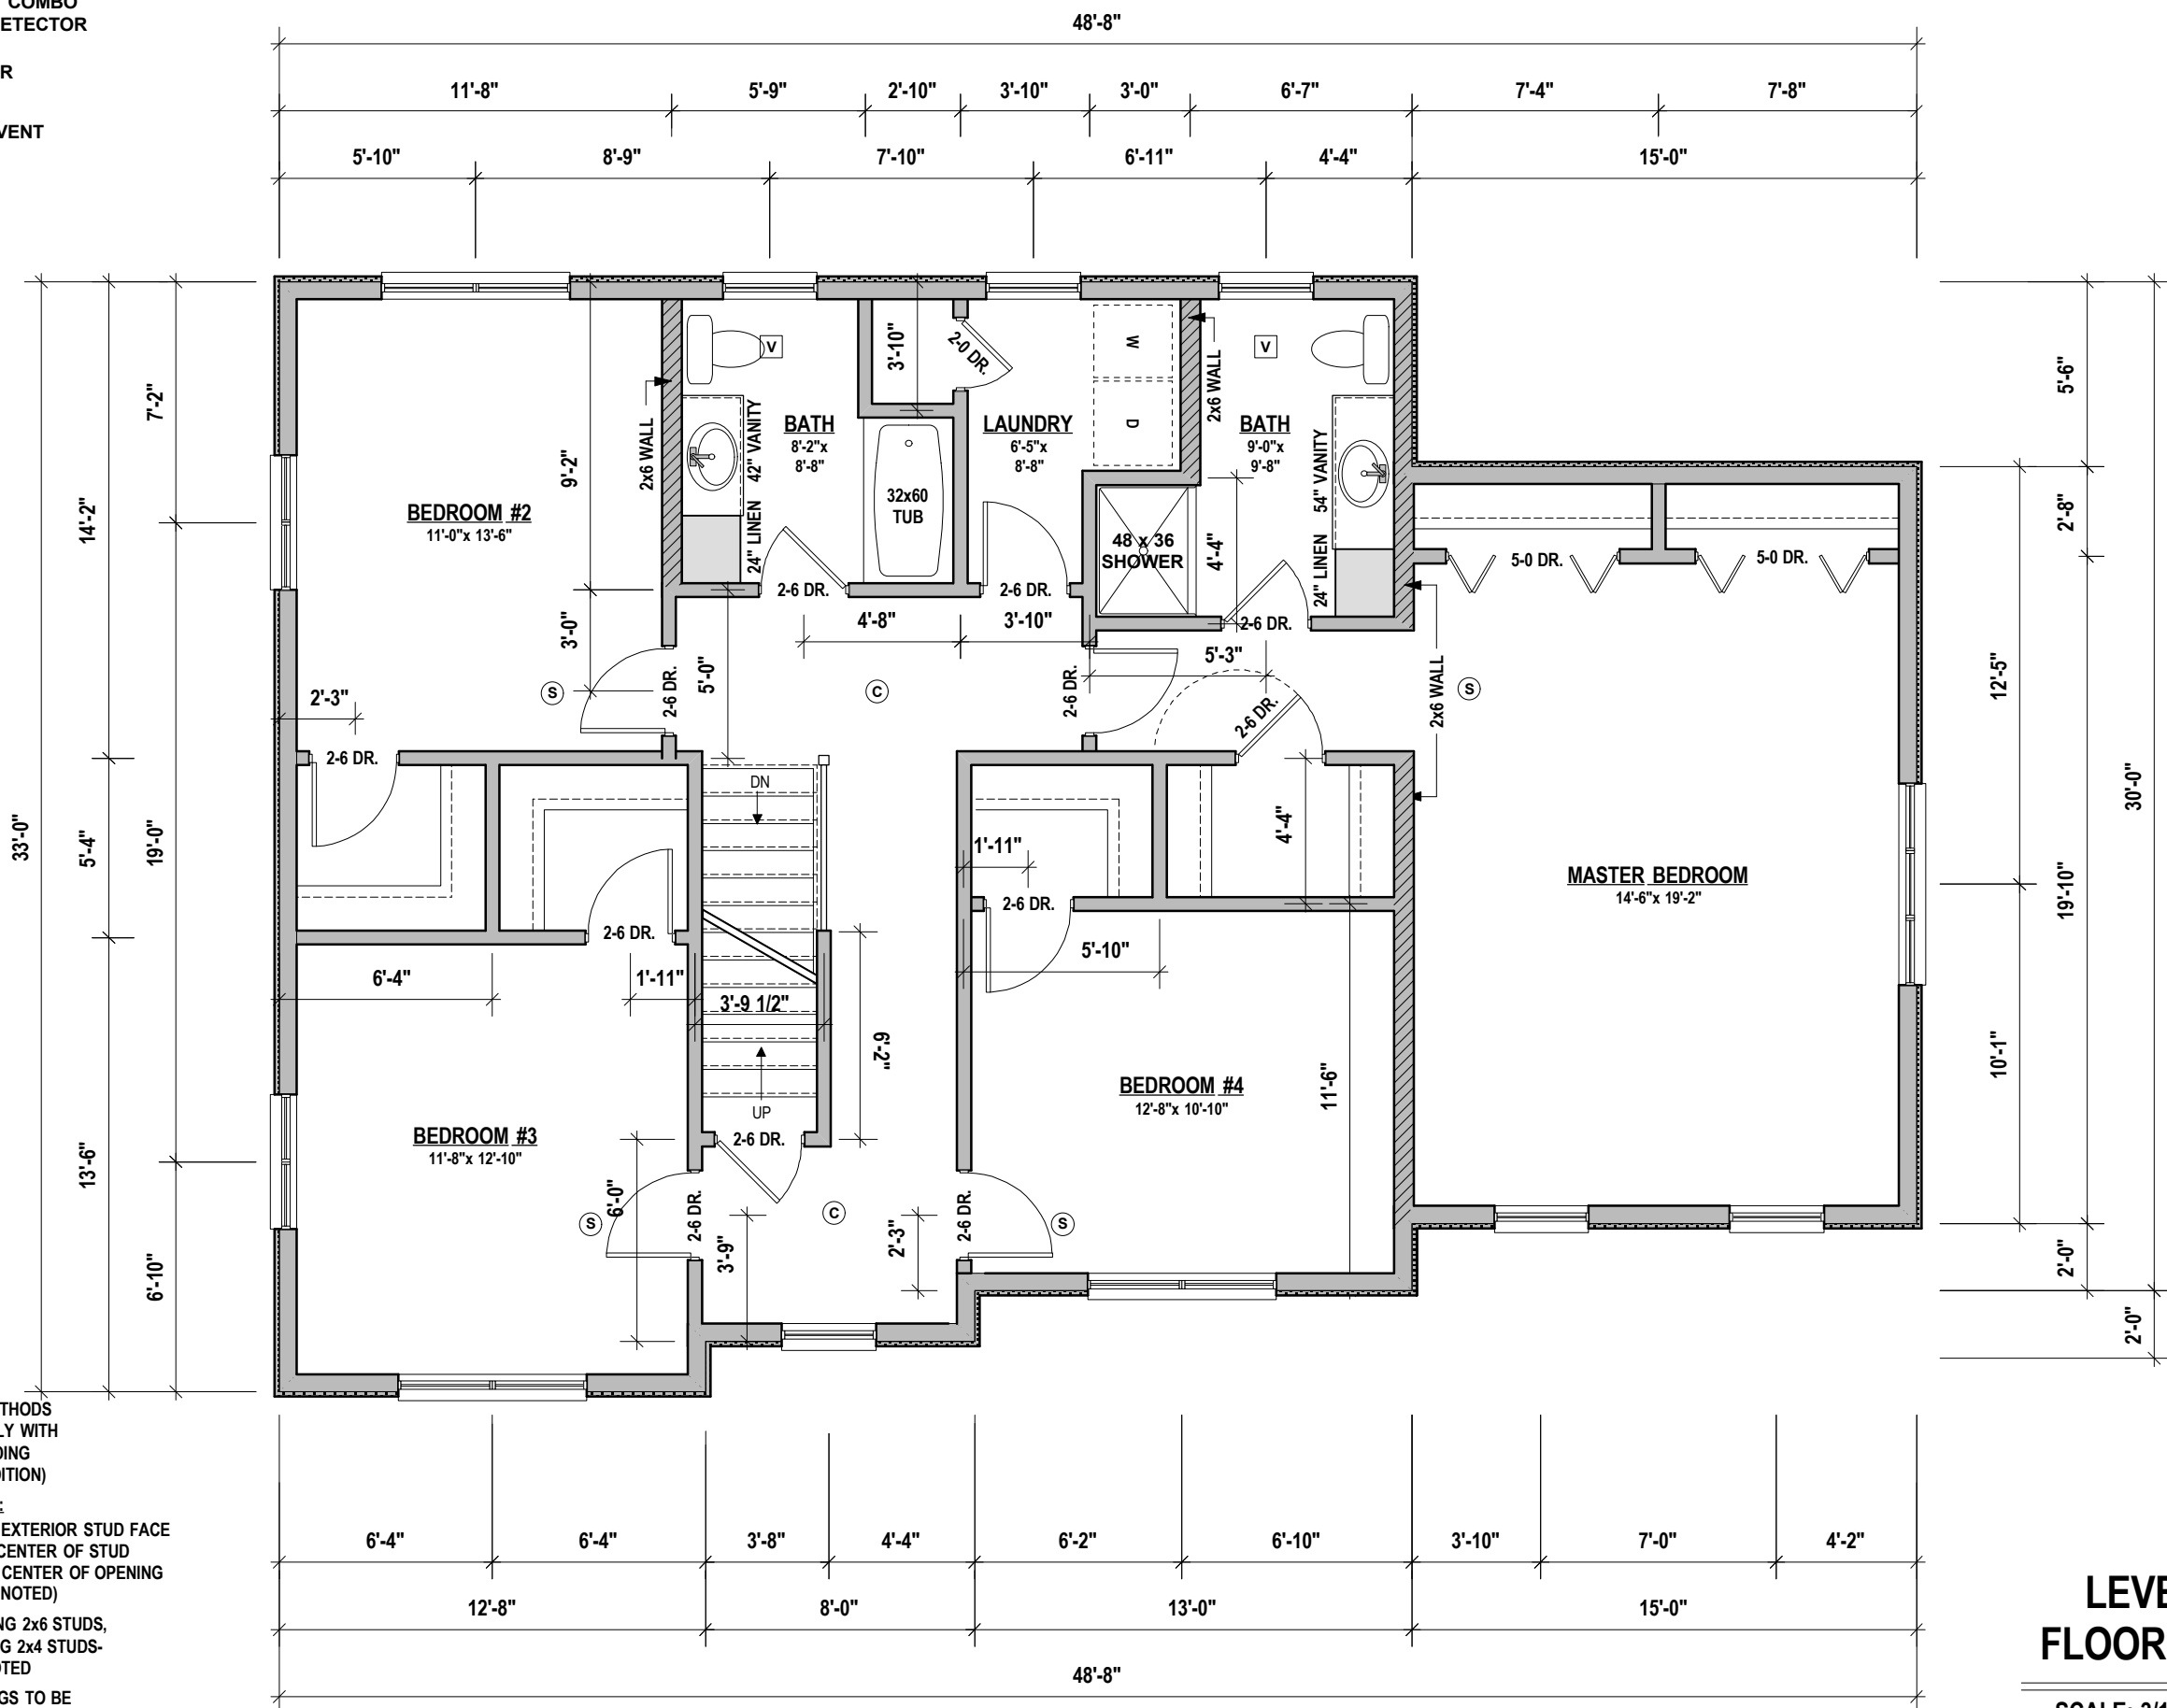 COMBO
ETECTOR
R
VENT
48'-8"
11'-8"
5'-9"
2'-10"
3'-10"
3'-0"
6'-7"
7'-4"
7'-8"
5'-10"
8'-9"
7'-10"
6'-11"
4'-4"
15'-0"
33'-0"
14'-2"
5'-4"
13'-6"
7'-2"
19'-0"
6'-10"
BEDROOM #2
11'-0"x 13'-6"
9'-2"
3'-0"
2x6 WALL
2'-3"
2-6 DR.
S
2-6 DR.
5'-0"
V
42" VANITY
24" LINEN
BATH
8'-2"x
8'-8"
2-6 DR.
3'-10"
32x60
TUB
2-0 DR.
LAUNDRY
6'-5"x
8'-8"
W
D
2-6 DR.
4'-8"
3'-10"
C
2x6 WALL
V
BATH
9'-0"x
9'-8"
54" VANITY
24" LINEN
48 x 36
SHOWER
4'-4"
2-6 DR.
5'-3"
2-6 DR.
2-6 DR.
2x6 WALL
S
5-0 DR.
5-0 DR.
MASTER BEDROOM
14'-6"x 19'-2"
5'-6"
2'-8"
12'-5"
19'-10"
10'-1"
30'-0"
2'-0"
2'-0"
DN
2-6 DR.
6'-4"
1'-11"
3'-9 1/2"
6'-2"
UP
2-6 DR.
BEDROOM #3
11'-8"x 12'-10"
6'-0"
S
2-6 DR.
3'-9"
C
2'-3"
2-6 DR.
S
1'-11"
2-6 DR.
4'-4"
5'-10"
BEDROOM #4
12'-8"x 10'-10"
11'-6"
THODS
LY WITH
DING
DITION)
:
EXTERIOR STUD FACE
CENTER OF STUD
CENTER OF OPENING
NOTED)
NG 2x6 STUDS,
G 2x4 STUDS-
OTED
GS TO BE
6'-4"
6'-4"
3'-8"
4'-4"
6'-2"
6'-10"
3'-10"
7'-0"
4'-2"
12'-8"
8'-0"
13'-0"
15'-0"
48'-8"
LEVE
FLOOR